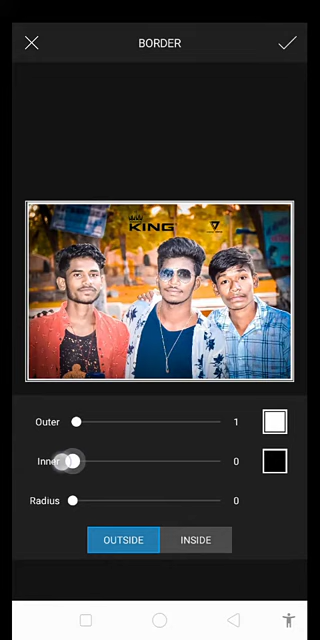 BORDER
KING
Outer 1
Inner 0
Radius 0
OUTSIDE INSIDE